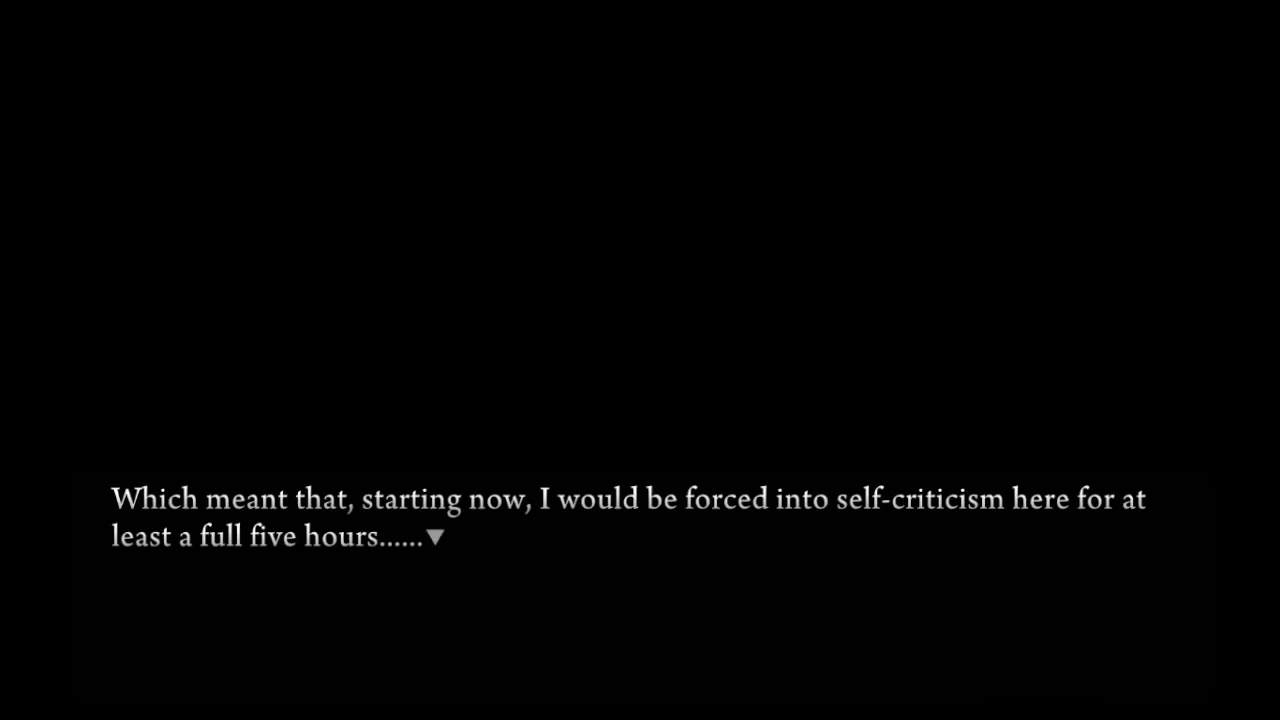 Which meant that, starting now, I would be forced into self-criticism here for at
least a full five hours......▼